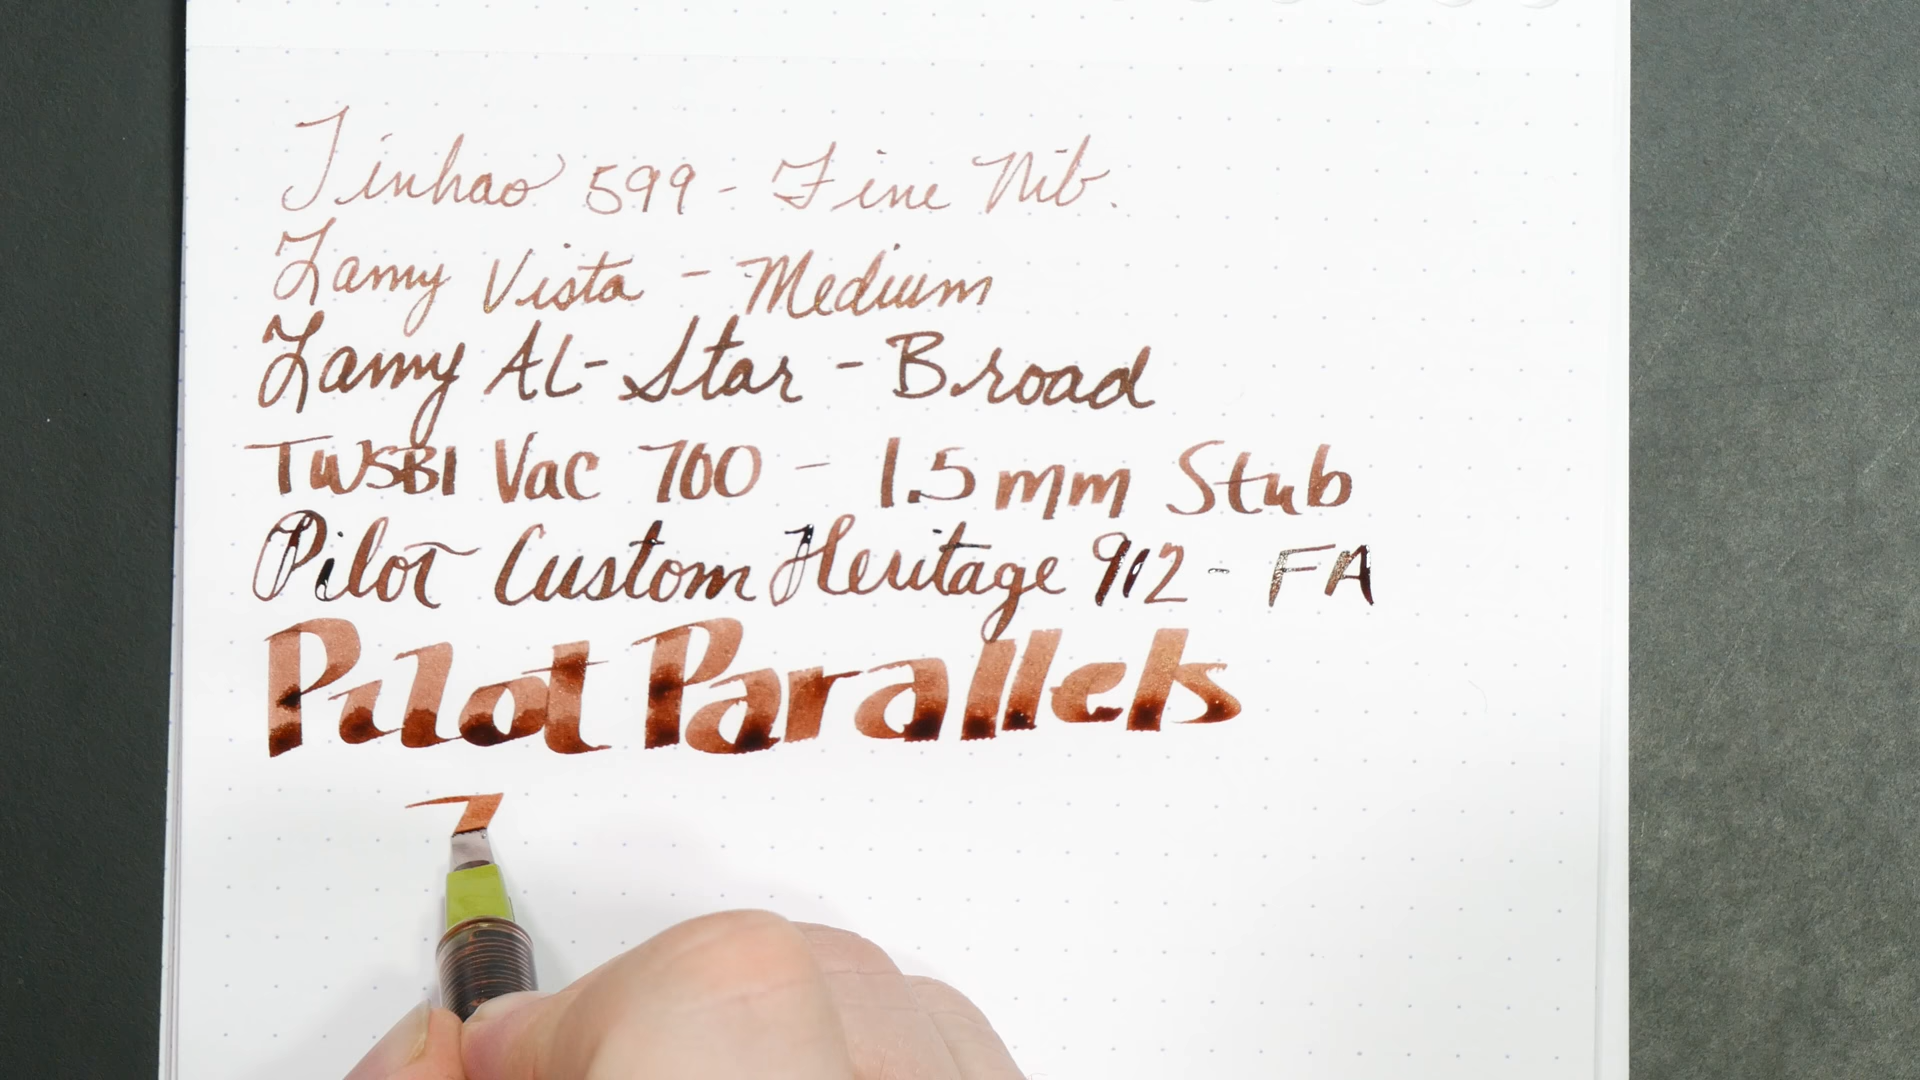 Jinhao 599 - Fine Nib.
Lamy Vista - Medium
Lamy AL-Star - Broad
TWSBI Vac 700 - 1.5mm Stub
Pilot Custom Heritage 912 - FA
Pilot Parallels